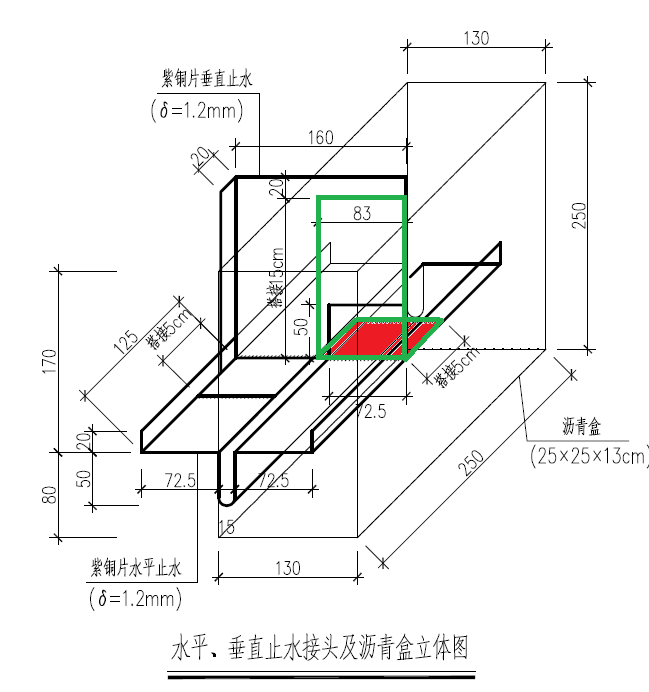 130
紫铜片垂直止水
(δ=1.2mm)
160
20
20
83
250
搭接15cm
125
搭接5cm
50
170
搭接5cm
72.5
20
沥青盒
(25×25×13cm)
50
72.5
72.5
250
80
15
紫铜片水平止水
(δ=1.2mm)
130
水平、垂直止水接头及沥青盒立体图